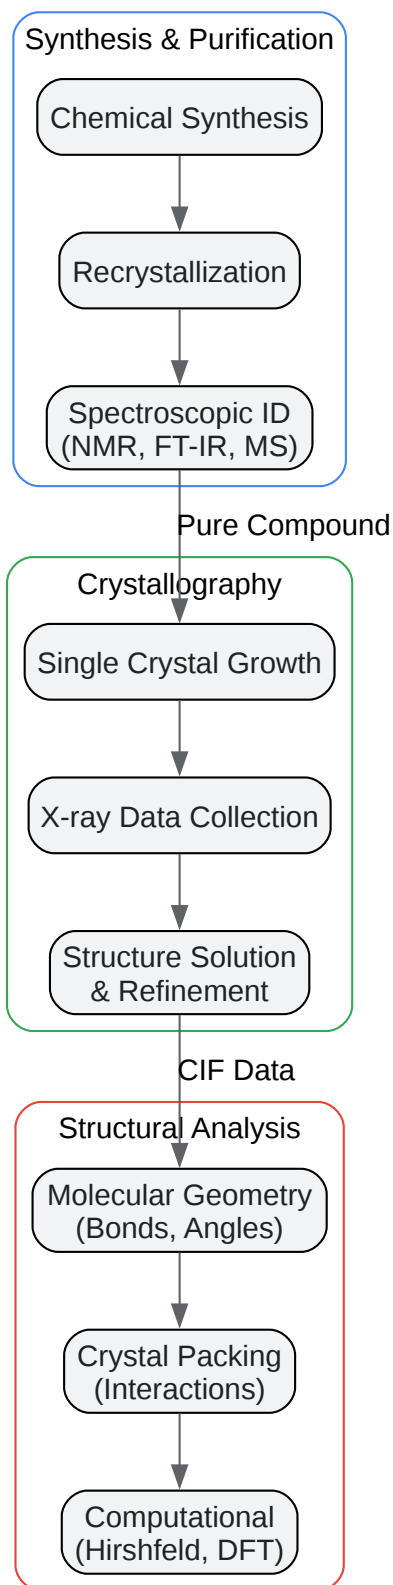 Synthesis & Purification
Chemical Synthesis
Recrystallization
Spectroscopic ID
(NMR, FT-IR, MS)
Pure Compound
Crystallography
Single Crystal Growth
X-ray Data Collection
Structure Solution
& Refinement
CIF Data
Structural Analysis
Molecular Geometry
(Bonds, Angles)
Crystal Packing
(Interactions)
Computational
(Hirshfeld, DFT)